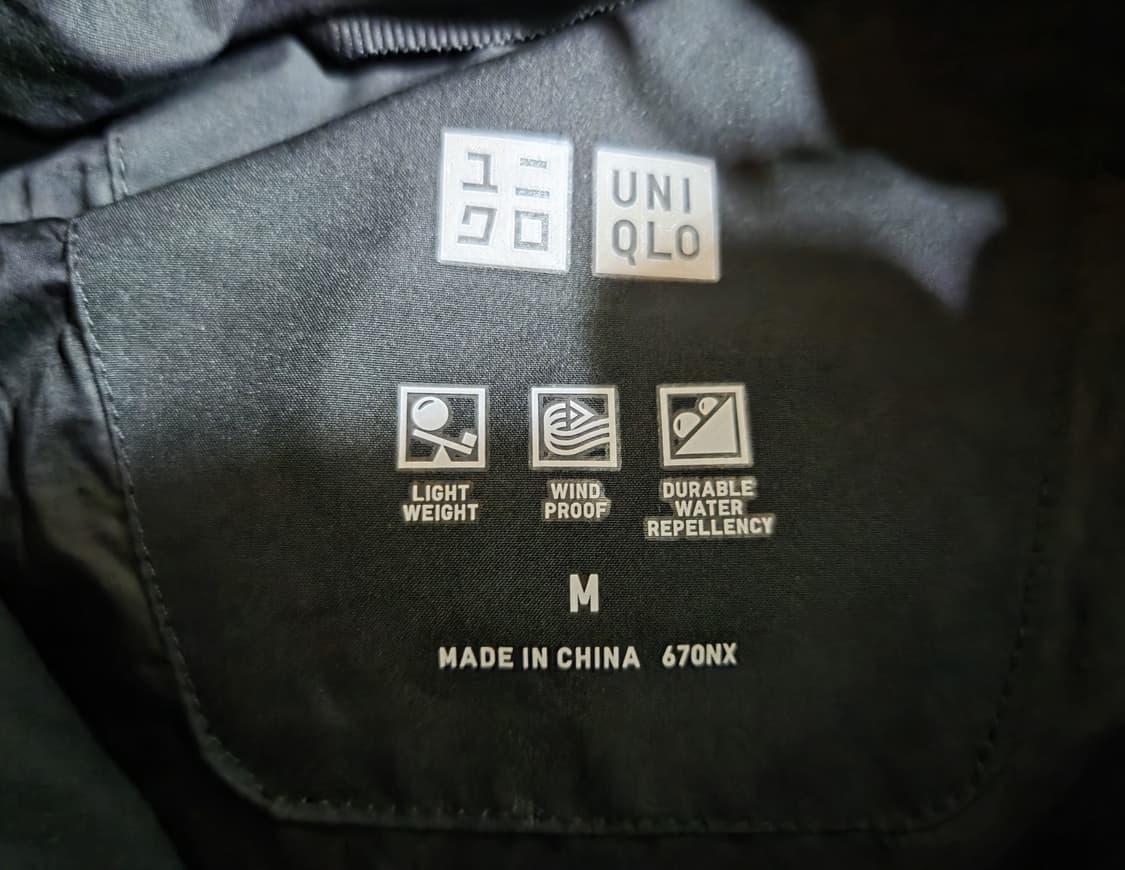 ユニ
クロ
UNI
QLO
LIGHT
WEIGHT
WIND
PROOF
DURABLE
WATER
REPELLENCY
M
MADE IN CHINA 670NX